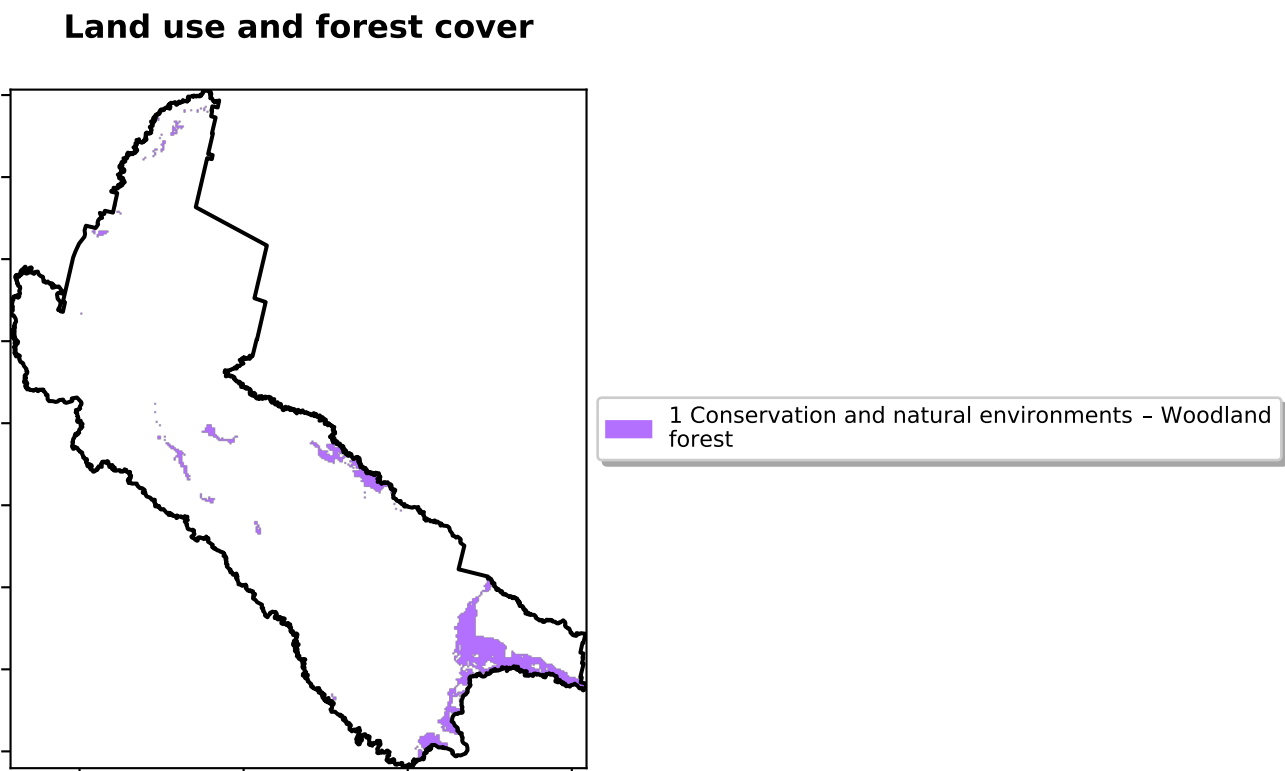 Land use and forest cover
1 Conservation and natural environments – Woodland
forest